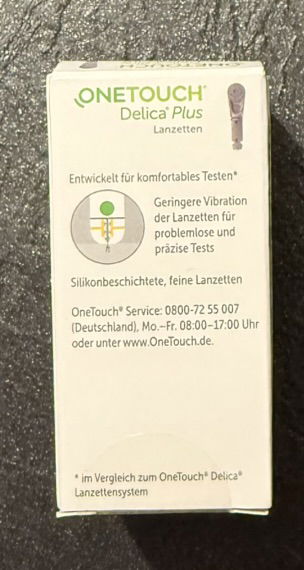 ONETOUCH
ONETOUCH®
Delica® Plus
Lanzetten
Entwickelt für komfortables Testen*
Geringere Vibration
der Lanzetten für
problemlose und
präzise Tests
Silikonbeschichtete, feine Lanzetten
OneTouch® Service: 0800-72 55 007
(Deutschland), Mo.–Fr. 08:00–17:00 Uhr
oder unter www.OneTouch.de.
* im Vergleich zum OneTouch® Delica®
Lanzettensystem